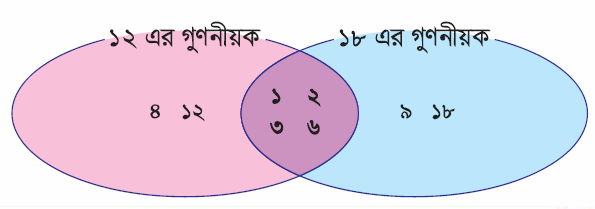 ১২ এর গুণনীয়ক ১৮ এর গুণনীয়ক
১ ২
৪ ১২ ৯ ১৮
৩ ৬